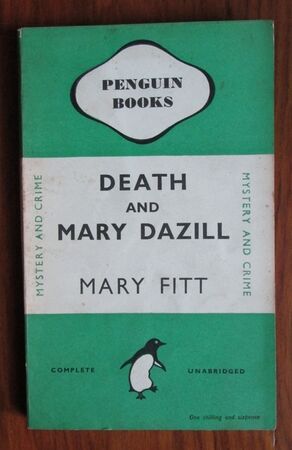 PENGUIN
BOOKS
MYSTERY AND CRIME
DEATH
AND
MARY DAZILL
MARY FITT
MYSTERY AND CRIME
COMPLETE
UNABRIDGED
One shilling and sixpence